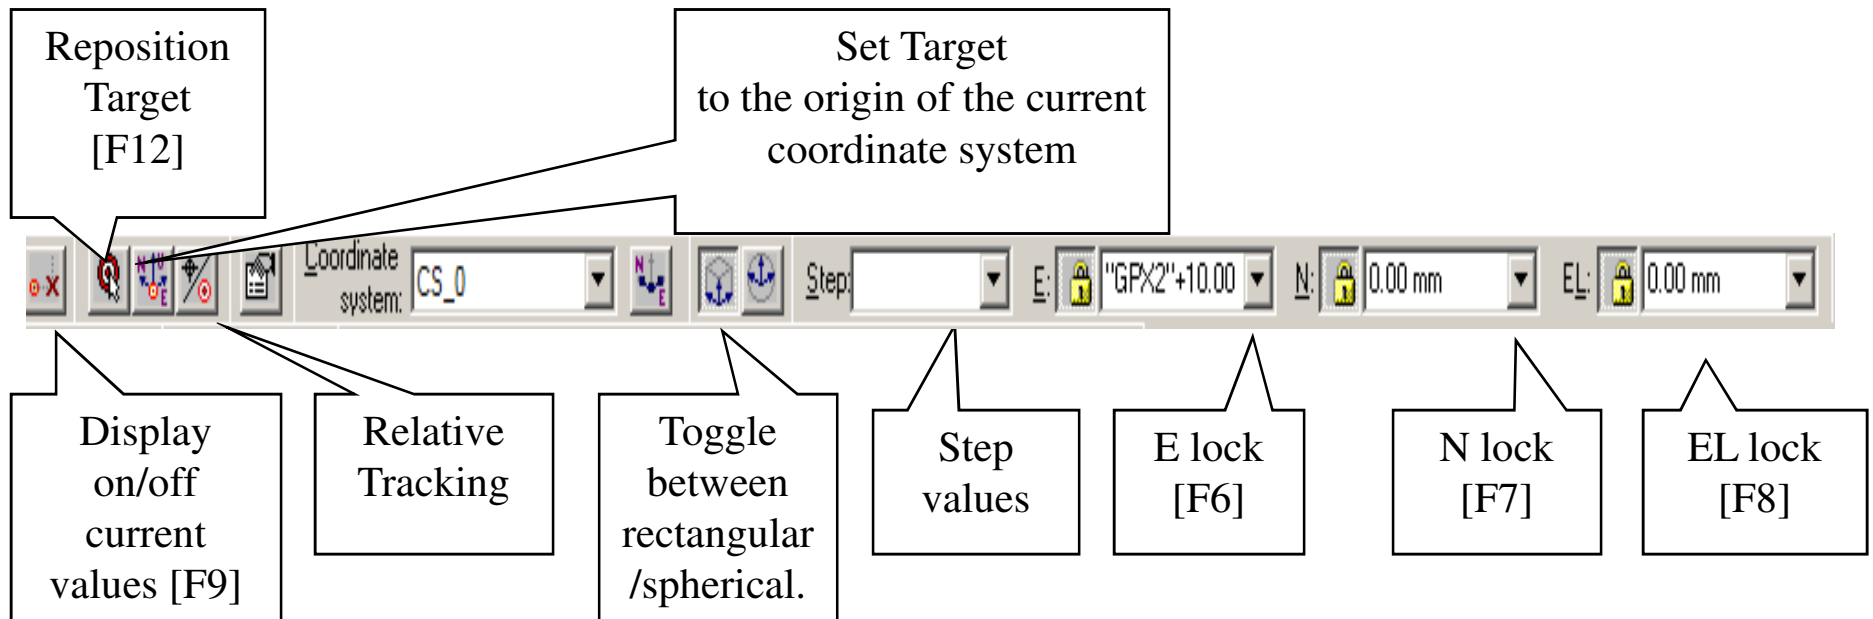 Reposition
Target
[F12]
Set Target
to the origin of the current
coordinate system
Coordinate
system:
CS_0
Step:
E:
"GPX2"+10.00
N:
0.00 mm
EL:
0.00 mm
Display
on/off
current
values [F9]
Relative
Tracking
Toggle
between
rectangular
/spherical.
Step
values
E lock
[F6]
N lock
[F7]
EL lock
[F8]